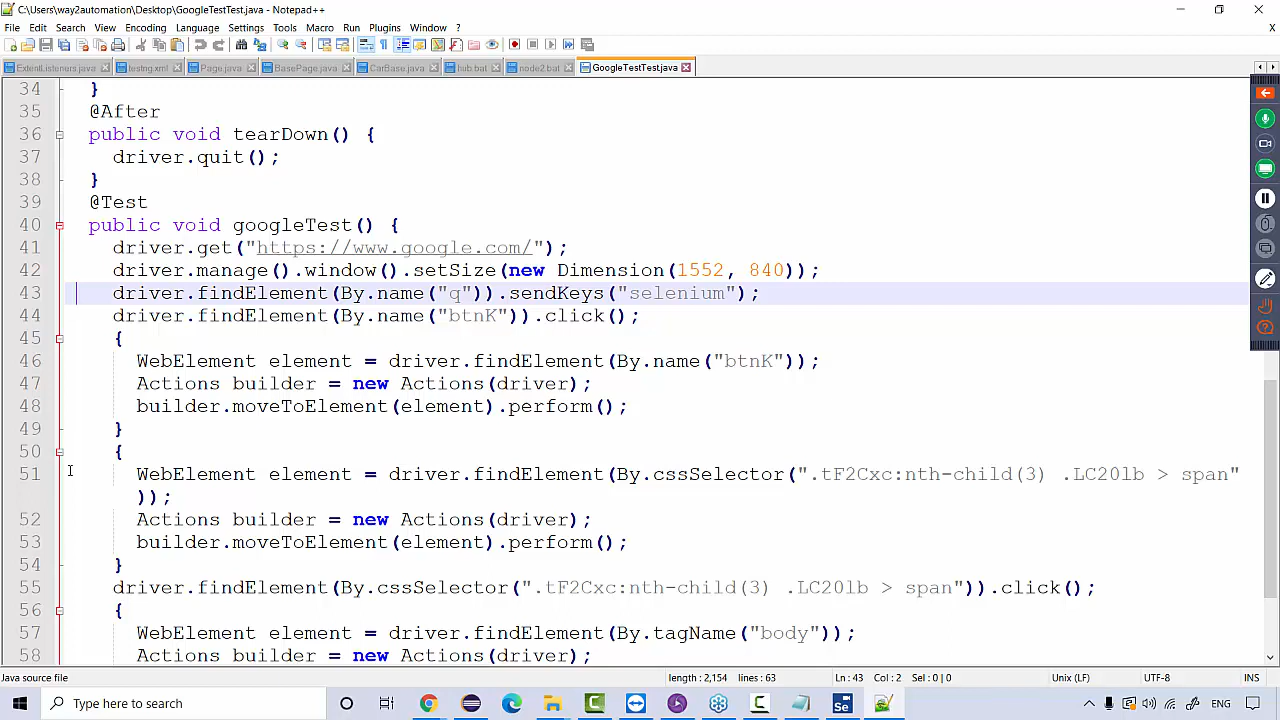 C:\Users\way2automation\Desktop\GoogleTestTest.java - Notepad++
File Edit Search View Encoding Language Settings Tools Macro Run Plugins Window ?
X
ExtentListeners.java testng.xml Page.java BasePage.java CarBase.java hub.bat node2.bat GoogleTestTest.java
34 }
35 @After
36 public void tearDown() {
37 driver.quit();
38 }
39 @Test
40 public void googleTest() {
41 driver.get("https://www.google.com/");
42 driver.manage().window().setSize(new Dimension(1552, 840));
43 driver.findElement(By.name("q")).sendKeys("selenium");
44 driver.findElement(By.name("btnK")).click();
45 {
46 WebElement element = driver.findElement(By.name("btnK"));
47 Actions builder = new Actions(driver);
48 builder.moveToElement(element).perform();
49 }
50 {
51 WebElement element = driver.findElement(By.cssSelector(".tF2Cxc:nth-child(3) .LC20lb > span"
));
52 Actions builder = new Actions(driver);
53 builder.moveToElement(element).perform();
54 }
55 driver.findElement(By.cssSelector(".tF2Cxc:nth-child(3) .LC20lb > span")).click();
56 {
57 WebElement element = driver.findElement(By.tagName("body"));
58 Actions builder = new Actions(driver);
Java source file length : 2,154 lines : 63 Ln : 43 Col : 2 Sel : 0 | 0 Unix (LF) UTF-8 INS
Type here to search Se ENG